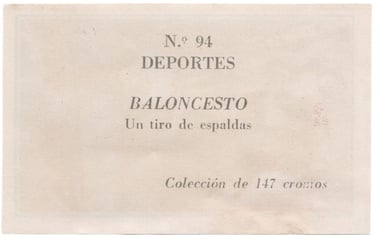 N.º 94
DEPORTES
BALONCESTO
Un tiro de espaldas
Colección de 147 cromos